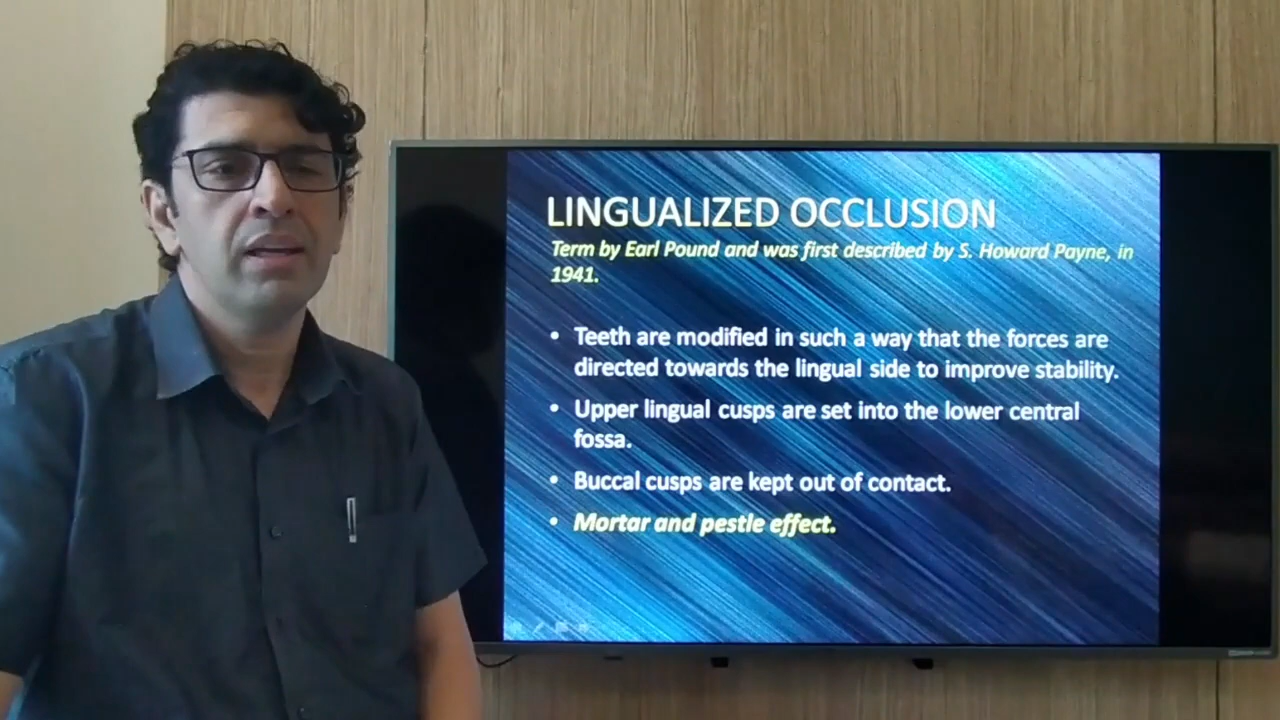 LINGUALIZED OCCLUSION
Term by Earl Pound and was first described by S. Howard Payne, in
1941.
• Teeth are modified in such a way that the forces are
directed towards the lingual side to improve stability.
• Upper lingual cusps are set into the lower central
fossa.
• Buccal cusps are kept out of contact.
• Mortar and pestle effect.